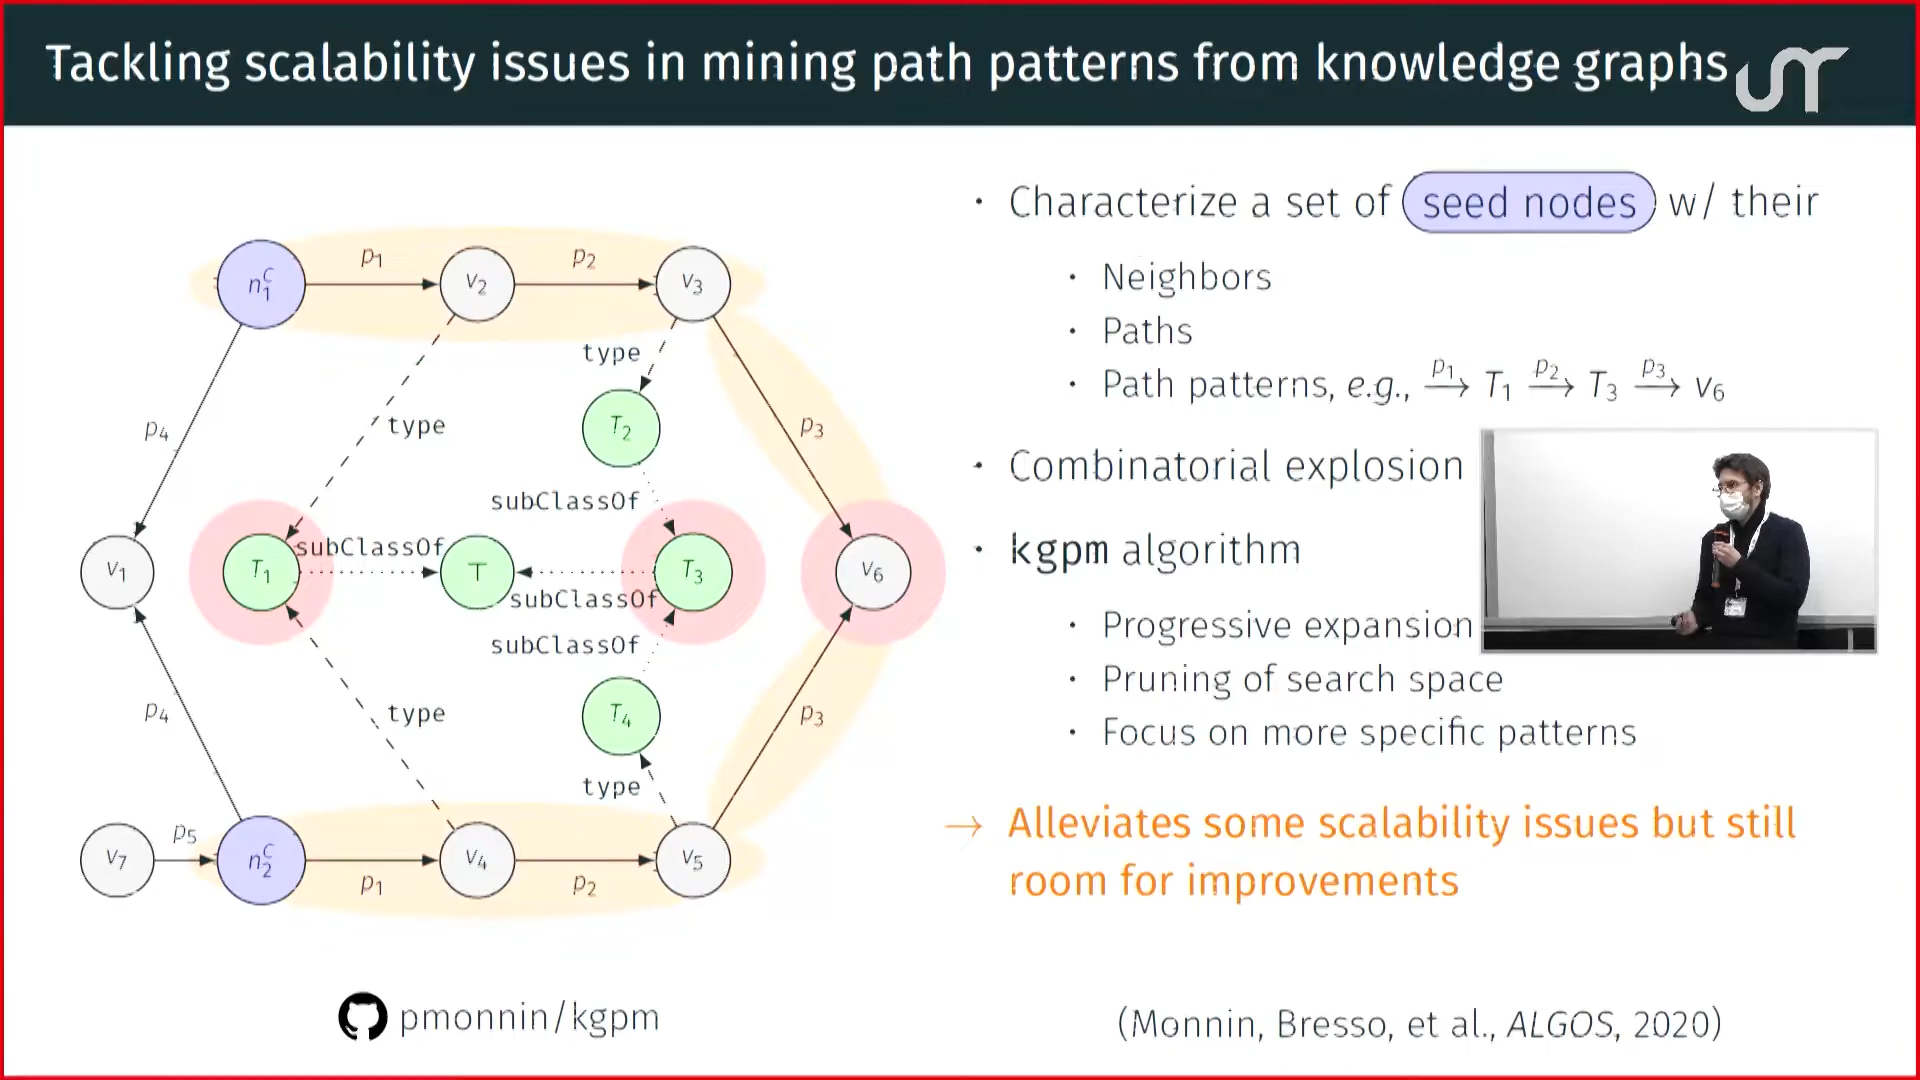 Tackling scalability issues in mining path patterns from knowledge graphs
n₁ᶜ
p₁
v₂
p₂
v₃
type
T₂
p₄
type
p₃
subClassOf
v₁
T₁
subClassOf
T
subClassOf
T₃
v₆
subClassOf
p₄
type
T₄
p₃
type
v₇
p₅
n₂ᶜ
p₁
v₄
p₂
v₅
pmonnin/kgpm
· Characterize a set of seed nodes w/ their
· Neighbors
· Paths
· Path patterns, e.g., —p₁→ T₁ —p₂→ T₃ —p₃→ v₆
· Combinatorial explosion
· kgpm algorithm
· Progressive expansion
· Pruning of search space
· Focus on more specific patterns
→ Alleviates some scalability issues but still
room for improvements
(Monnin, Bresso, et al., ALGOS, 2020)